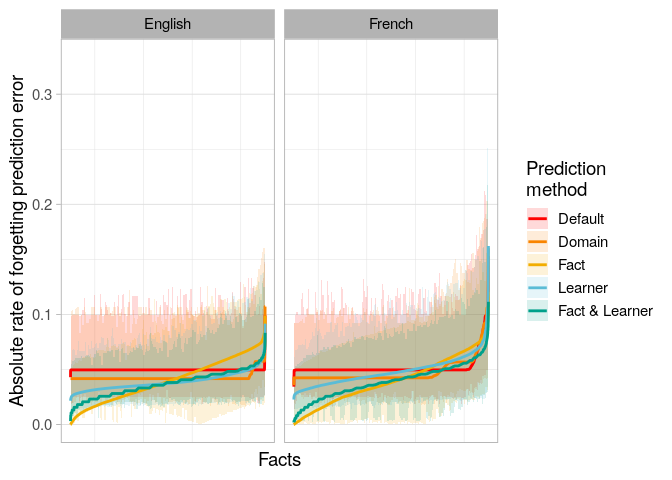 English
French
Absolute rate of forgetting prediction error
0.3
0.2
0.1
0.0
Facts
Prediction
method
Default
Domain
Fact
Learner
Fact & Learner